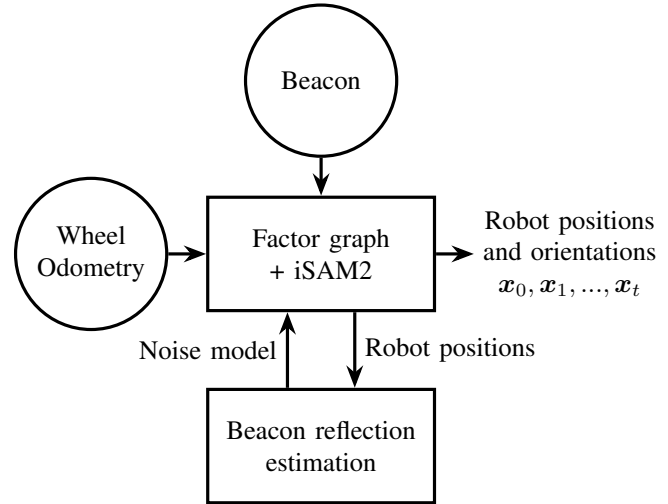 Beacon
Wheel
Odometry
Factor graph
+ iSAM2
Robot positions
and orientations
x₀, x₁, ..., xₜ
Noise model
Robot positions
Beacon reflection
estimation